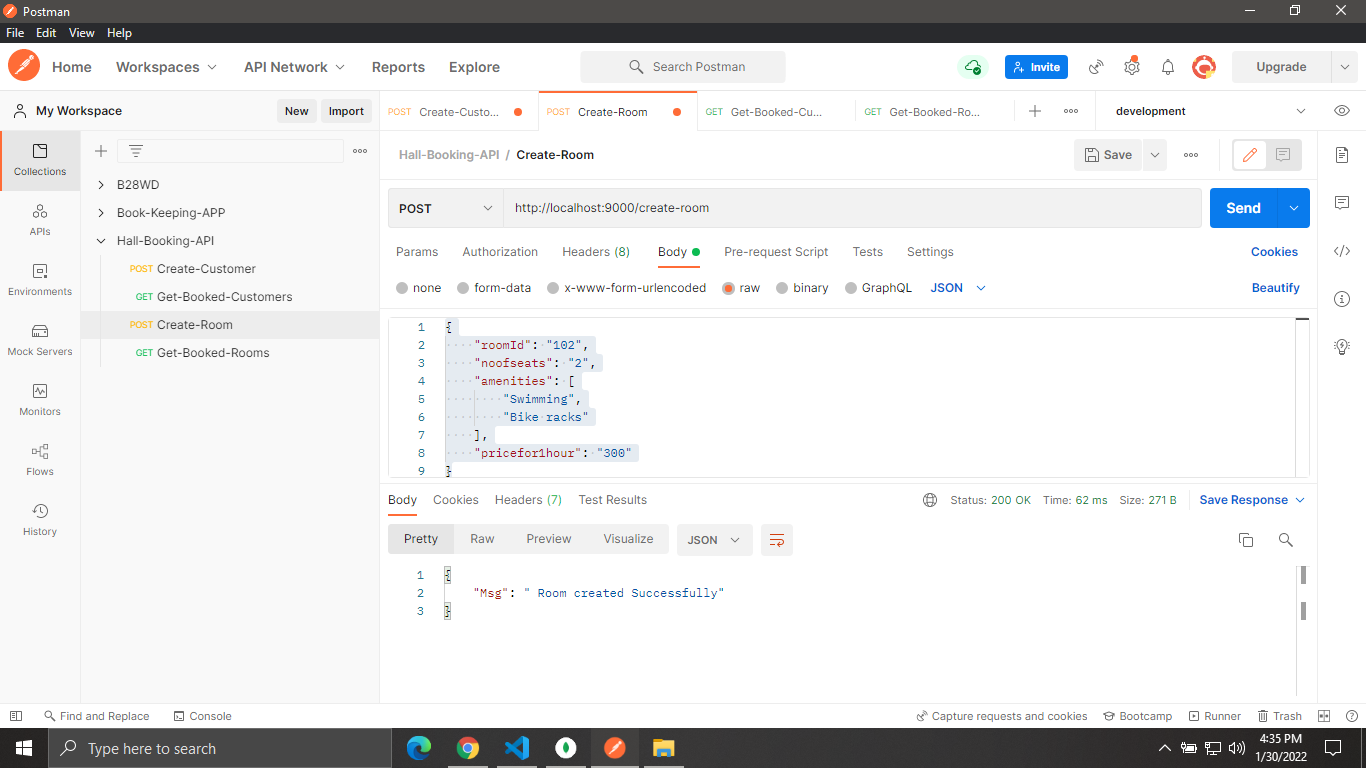 Postman
File Edit View Help
Home Workspaces API Network Reports Explore Search Postman Invite Upgrade
My Workspace New Import
POST Create-Custo... POST Create-Room GET Get-Booked-Cu... GET Get-Booked-Ro... development
Collections
APIs
Environments
Mock Servers
Monitors
Flows
History
B28WD
Book-Keeping-APP
Hall-Booking-API
POST Create-Customer
GET Get-Booked-Customers
POST Create-Room
GET Get-Booked-Rooms
Hall-Booking-API / Create-Room Save
POST http://localhost:9000/create-room Send
Params Authorization Headers (8) Body Pre-request Script Tests Settings Cookies
none form-data x-www-form-urlencoded raw binary GraphQL JSON Beautify
1 {
2 "roomId": "102",
3 "noofseats": "2",
4 "amenities": [
5 "Swimming",
6 "Bike racks"
7 ],
8 "pricefor1hour": "300"
9 }
Body Cookies Headers (7) Test Results Status: 200 OK Time: 62 ms Size: 271 B Save Response
Pretty Raw Preview Visualize JSON
1 {
2 "Msg": " Room created Successfully"
3 }
Find and Replace Console Capture requests and cookies Bootcamp Runner Trash
Type here to search
4:35 PM
1/30/2022